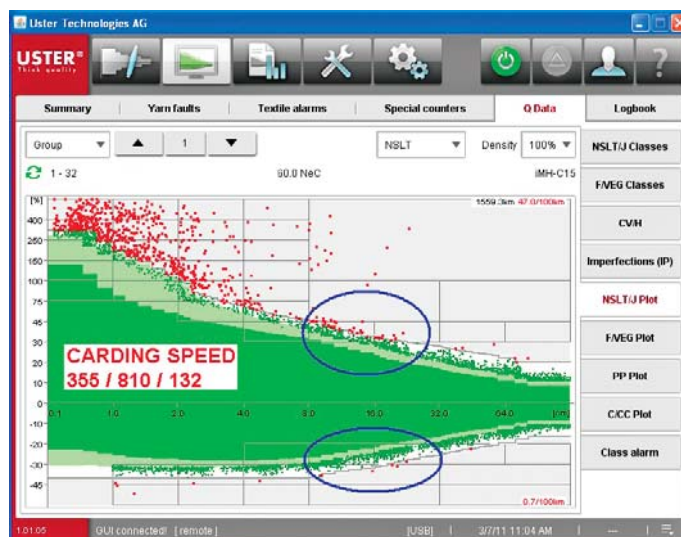 Uster Technologies AG
USTER®
Think quality
Summary Yarn faults Textile alarms Special counters Q Data Logbook
Group 1 NSLT Density 100%
1 - 32 60.0 NeC iMH-C15
[%] 1559.3km 47.0/100km
400
250
150
100
75
45
30
20
10
0
0.1 1.0 2.0 4.0 8.0 16.0 32.0 64.0 [cm]
-10
-20
-30
-45
0.7/100km
CARDING SPEED
355 / 810 / 132
NSLT/J Classes
F/VEG Classes
CV/H
Imperfections (IP)
NSLT/J Plot
F/VEG Plot
PP Plot
C/CC Plot
Class alarm
1.01.05 GUI connected! [remote] [USB] 3/7/11 11:04 AM ---